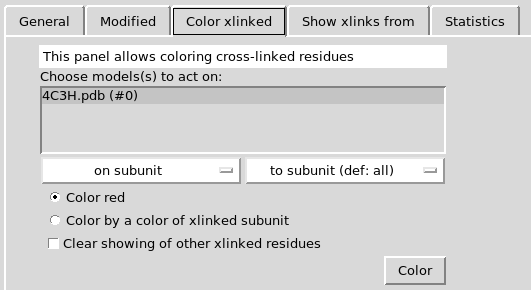 General Modified Color xlinked Show xlinks from Statistics
This panel allows coloring cross-linked residues
Choose models(s) to act on:
4C3H.pdb (#0)
on subunit to subunit (def: all)
Color red
Color by a color of xlinked subunit
Clear showing of other xlinked residues
Color